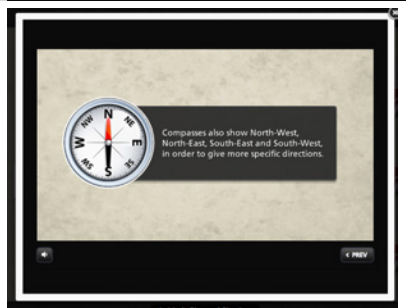 N
NW
NE
W
E
SW
SE
S
Compasses also show North-West,
North-East, South-East and South-West,
in order to give more specific directions.
< PREV